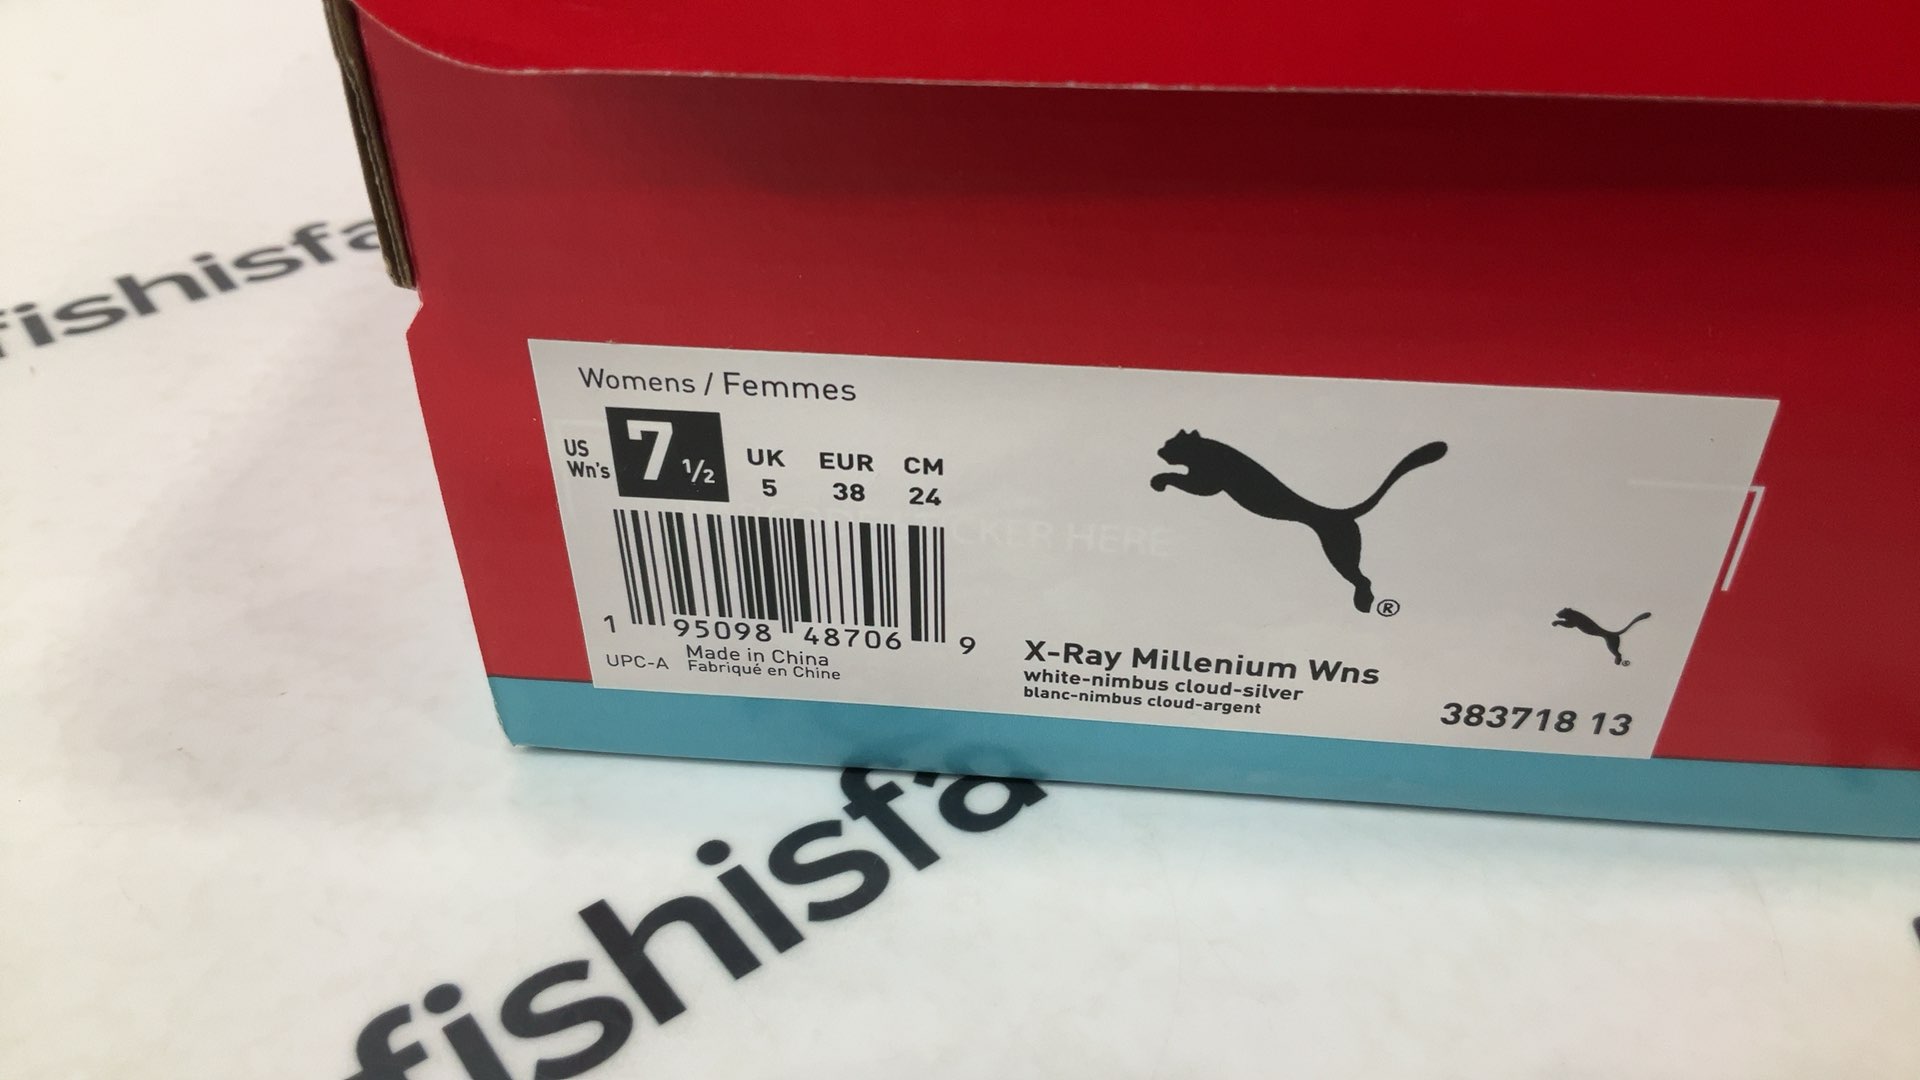 fishisfa
Womens / Femmes
US Wn's 7 1/2
UK EUR CM
5 38 24
CKER HERE
1 95098 48706 9
UPC-A
Made in China
Fabriqué en Chine
®
X-Ray Millenium Wns
white-nimbus cloud-silver
blanc-nimbus cloud-argent
383718 13
fishisfa